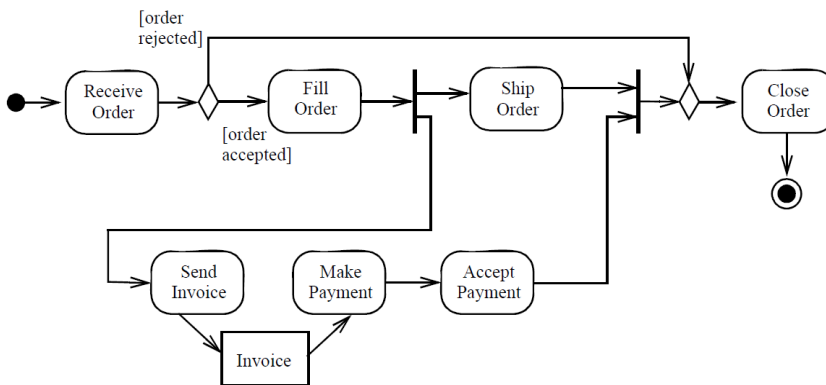 [order
rejected]
Receive
Order
Fill
Order
Ship
Order
Close
Order
[order
accepted]
Send
Invoice
Make
Payment
Accept
Payment
Invoice